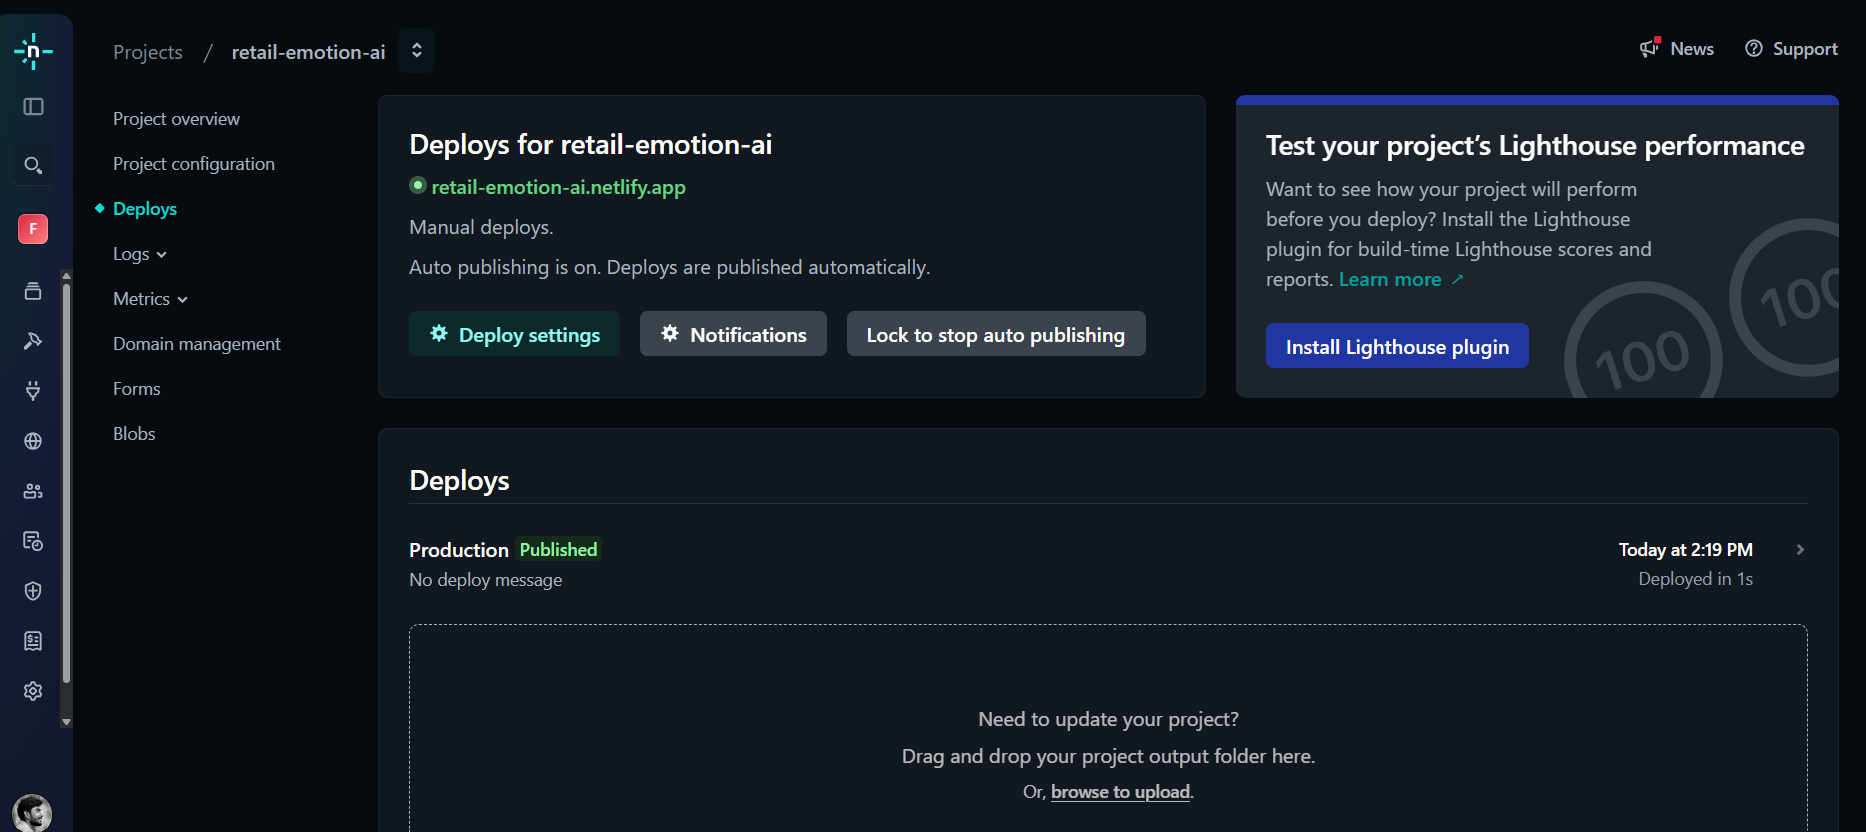 n
Projects / retail-emotion-ai
News
Support
F
Project overview
Project configuration
Deploys
Logs
Metrics
Domain management
Forms
Blobs
Deploys for retail-emotion-ai
retail-emotion-ai.netlify.app
Manual deploys.
Auto publishing is on. Deploys are published automatically.
Deploy settings
Notifications
Lock to stop auto publishing
Test your project’s Lighthouse performance
Want to see how your project will perform
before you deploy? Install the Lighthouse
plugin for build-time Lighthouse scores and
reports. Learn more ↗
Install Lighthouse plugin
100
100
Deploys
Production Published
No deploy message
Today at 2:19 PM
Deployed in 1s
Need to update your project?
Drag and drop your project output folder here.
Or, browse to upload.